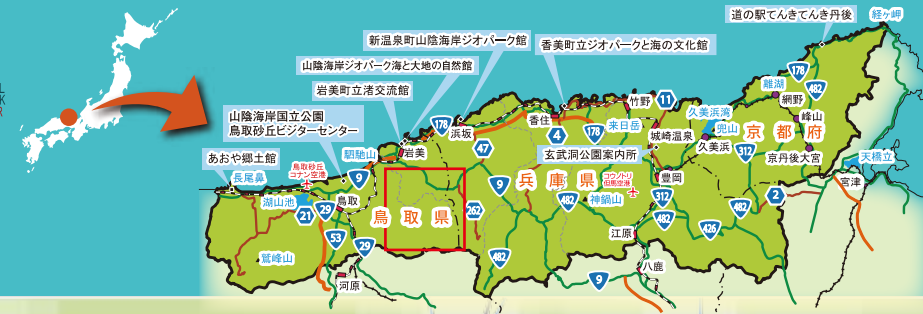 道の駅てんきてんき丹後
経ヶ岬
新温泉町山陰海岸ジオパーク館
香美町立ジオパークと海の文化館
山陰海岸ジオパーク海と大地の自然館
岩美町立渚交流館
山陰海岸国立公園
鳥取砂丘ビジターセンター
あおや郷土館
長尾鼻
鳥取砂丘
コナン空港
駟馳山
9
岩美
178
浜坂
47
香住
4
178
竹野
11
来日岳
城崎温泉
玄武洞公園案内所
久美浜湾
兜山
久美浜
離湖
網野
178
482
峰山
京都府
312
京丹後大宮
天橋立
宮津
湖山池
21
29
鳥取
鳥取県
262
9
兵庫県
482
神鍋山
コウノトリ
但馬空港
豊岡
312
482
426
482
2
鷲峰山
53
29
河原
482
江原
八鹿
9